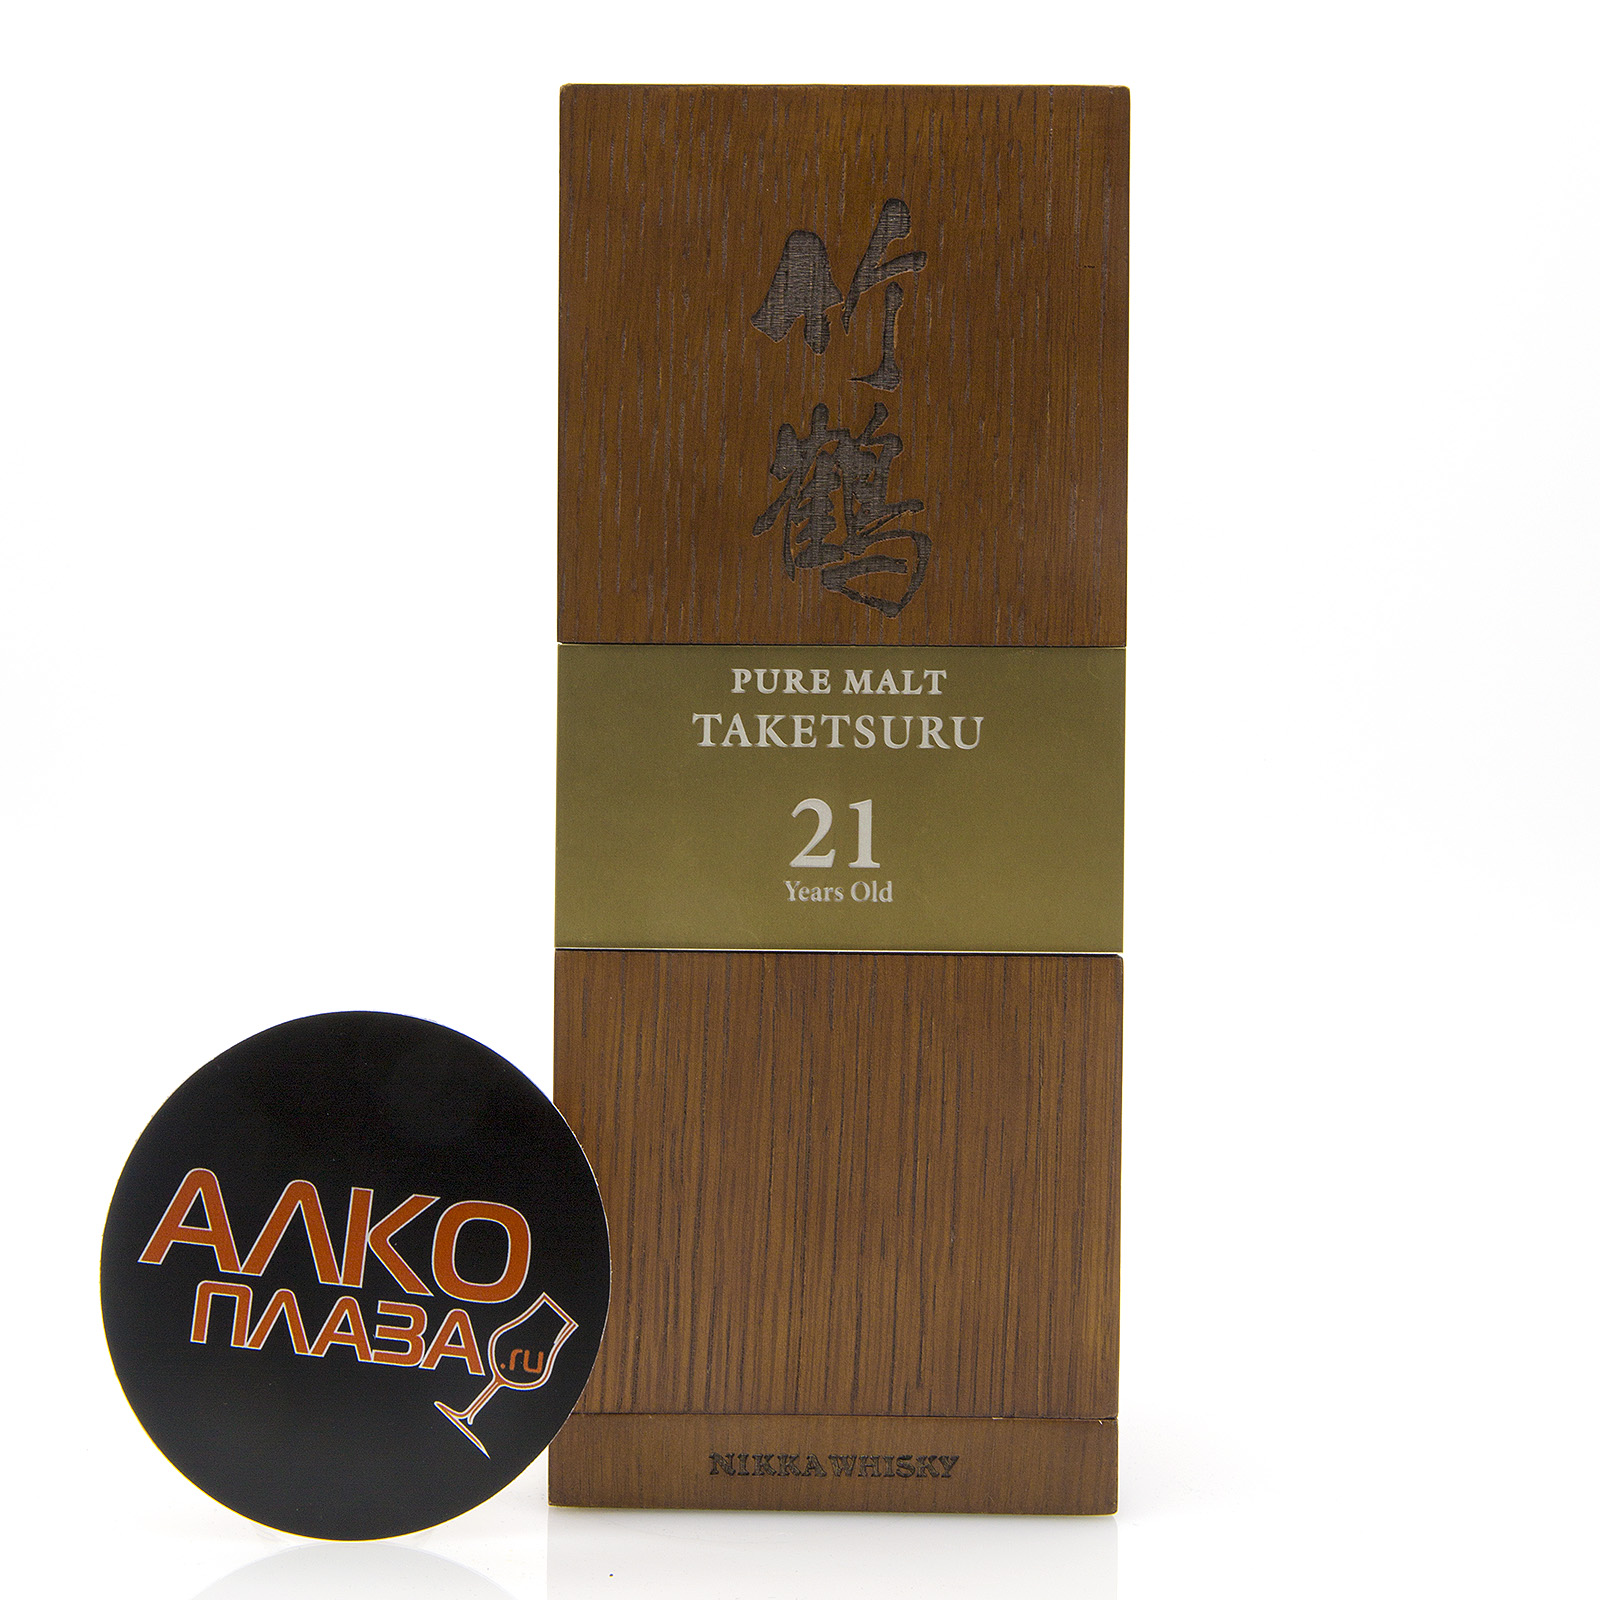 竹鶴
PURE MALT
TAKETSURU
21
Years Old
NIKKA WHISKY
АЛКО
ПЛАЗА
.ru